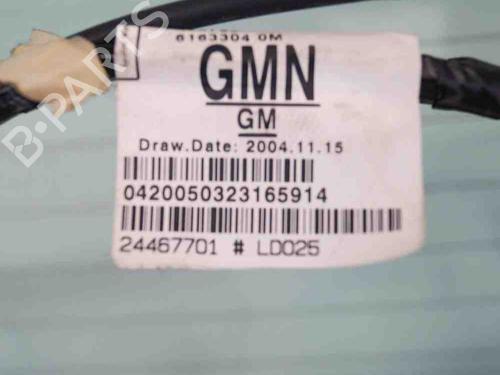 6163304 0M
GMN
GM
Draw.Date: 2004.11.15
0420050323165914
24467701 # LD025
B-PARTS